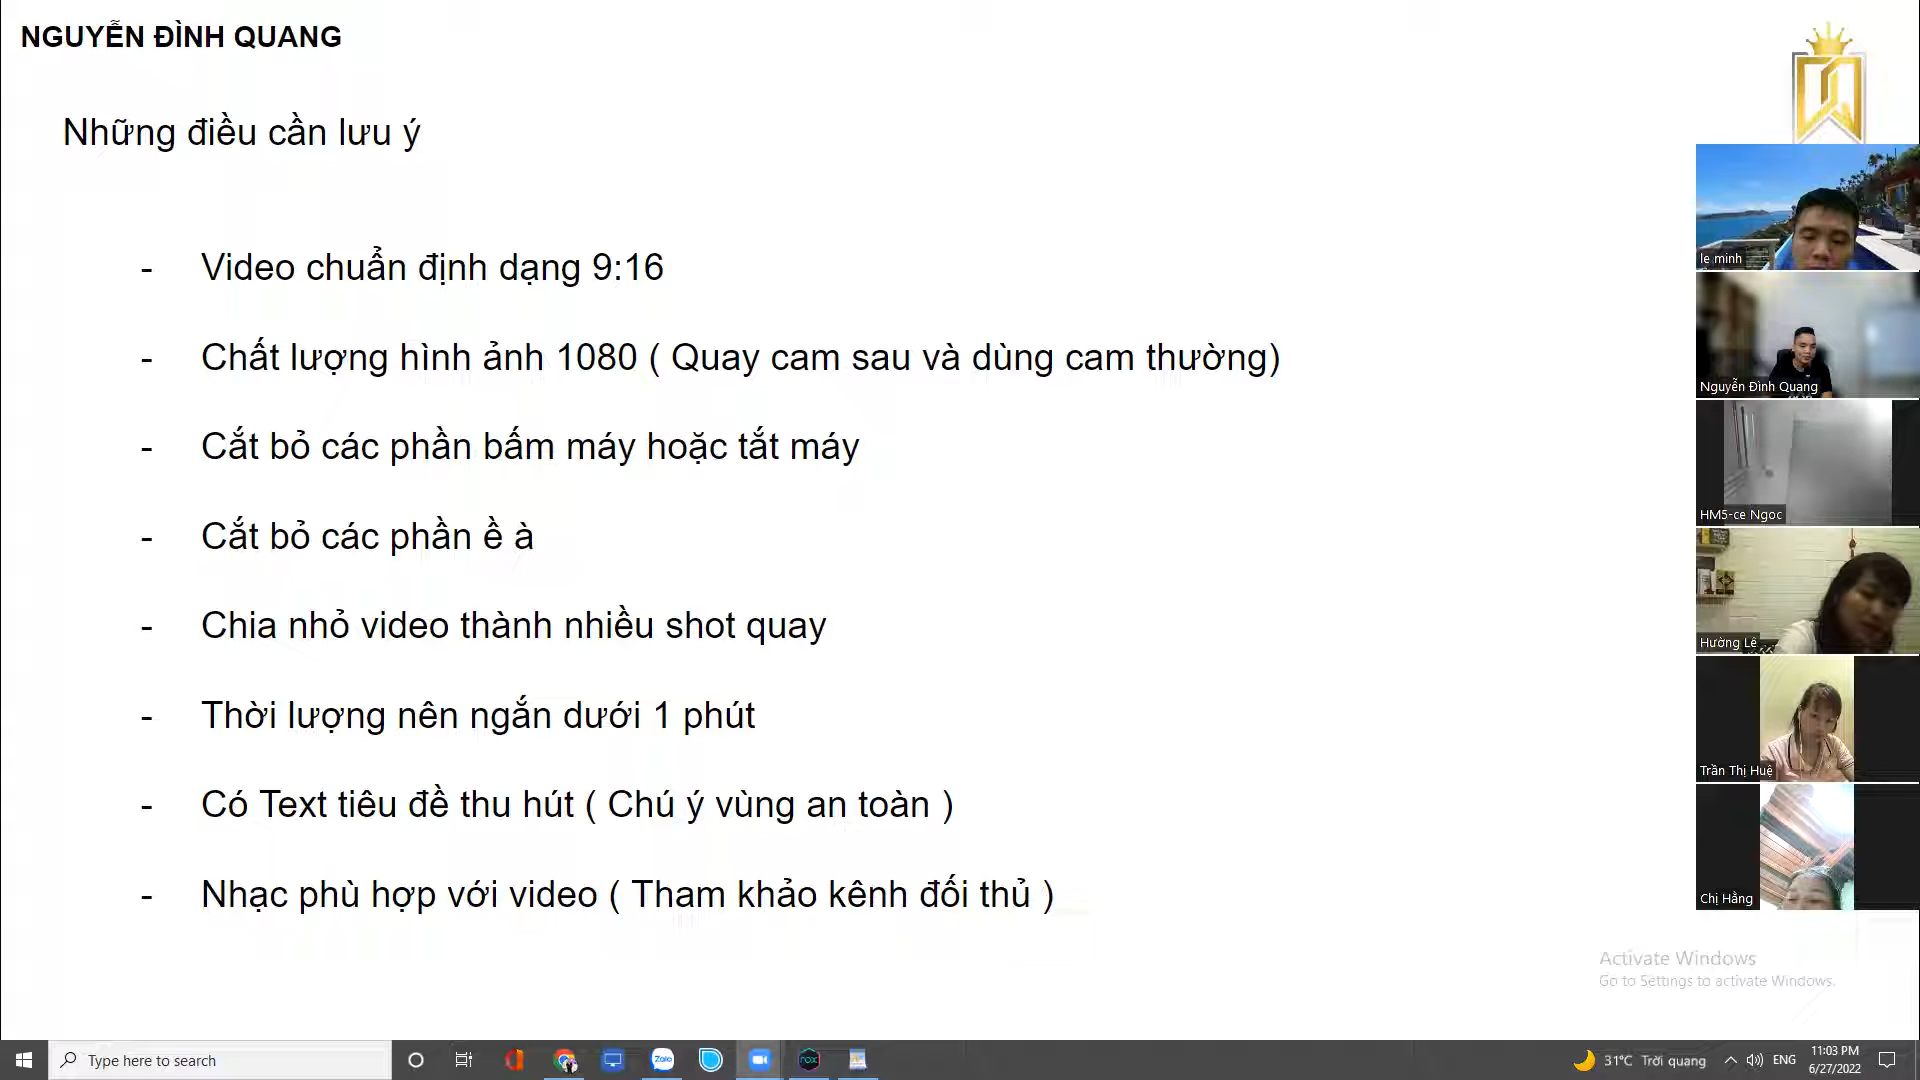 NGUYỄN ĐÌNH QUANG
Những điều cần lưu ý
- Video chuẩn định dạng 9:16
- Chất lượng hình ảnh 1080 ( Quay cam sau và dùng cam thường)
- Cắt bỏ các phần bấm máy hoặc tắt máy
- Cắt bỏ các phần ề à
- Chia nhỏ video thành nhiều shot quay
- Thời lượng nên ngắn dưới 1 phút
- Có Text tiêu đề thu hút ( Chú ý vùng an toàn )
- Nhạc phù hợp với video ( Tham khảo kênh đối thủ )
le minh
Nguyễn Đình Quang
HM5-ce Ngoc
Hường Lê
Trần Thị Huệ
Chị Hằng
Activate Windows
Go to Settings to activate Windows.
Type here to search
Zalo
nox
31°C Trời quang
ENG
11:03 PM
6/27/2022